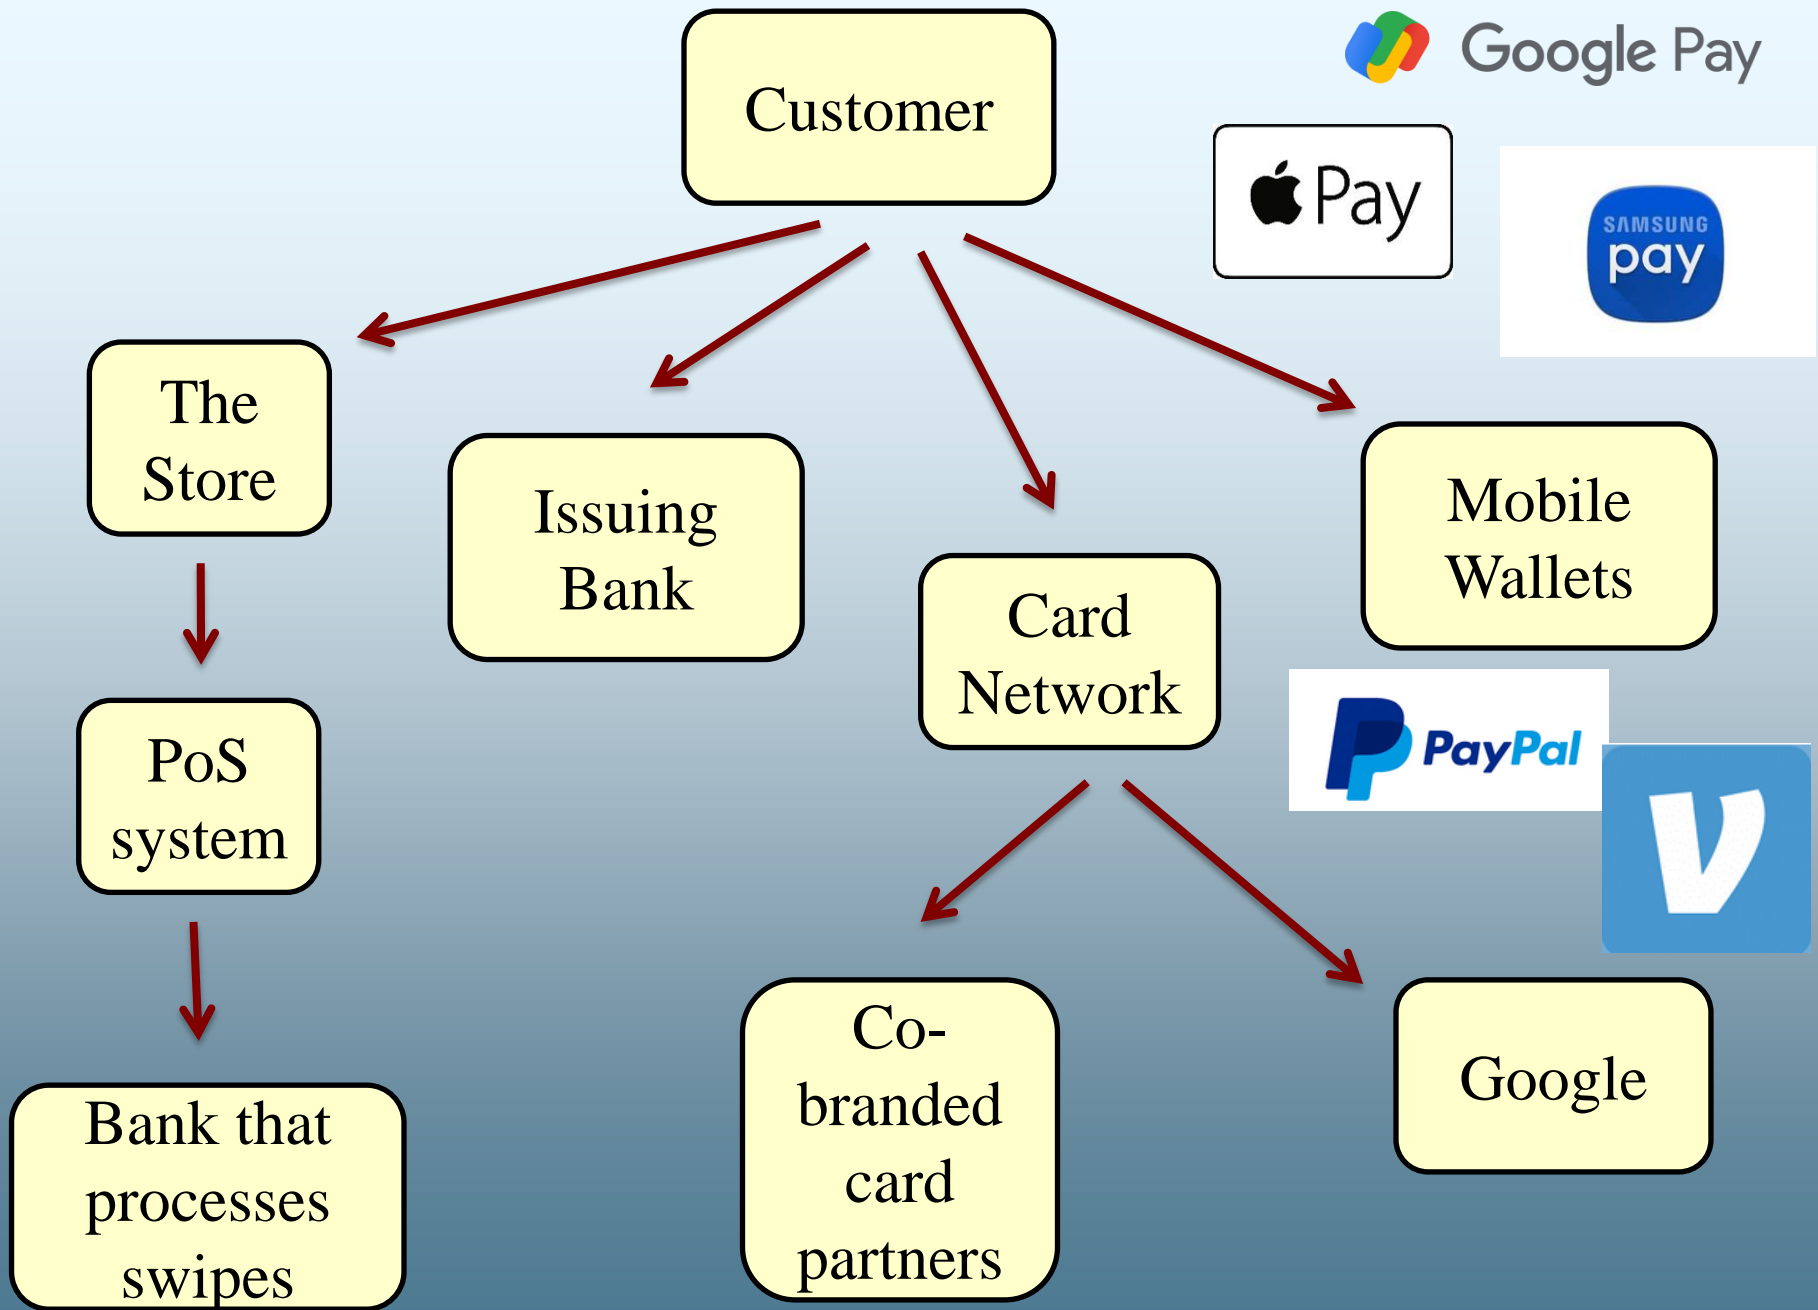 Customer
Google Pay
Pay
SAMSUNG
pay
The
Store
Issuing
Bank
Card
Network
Mobile
Wallets
PoS
system
PayPal
V
Bank that
processes
swipes
Co-
branded
card
partners
Google